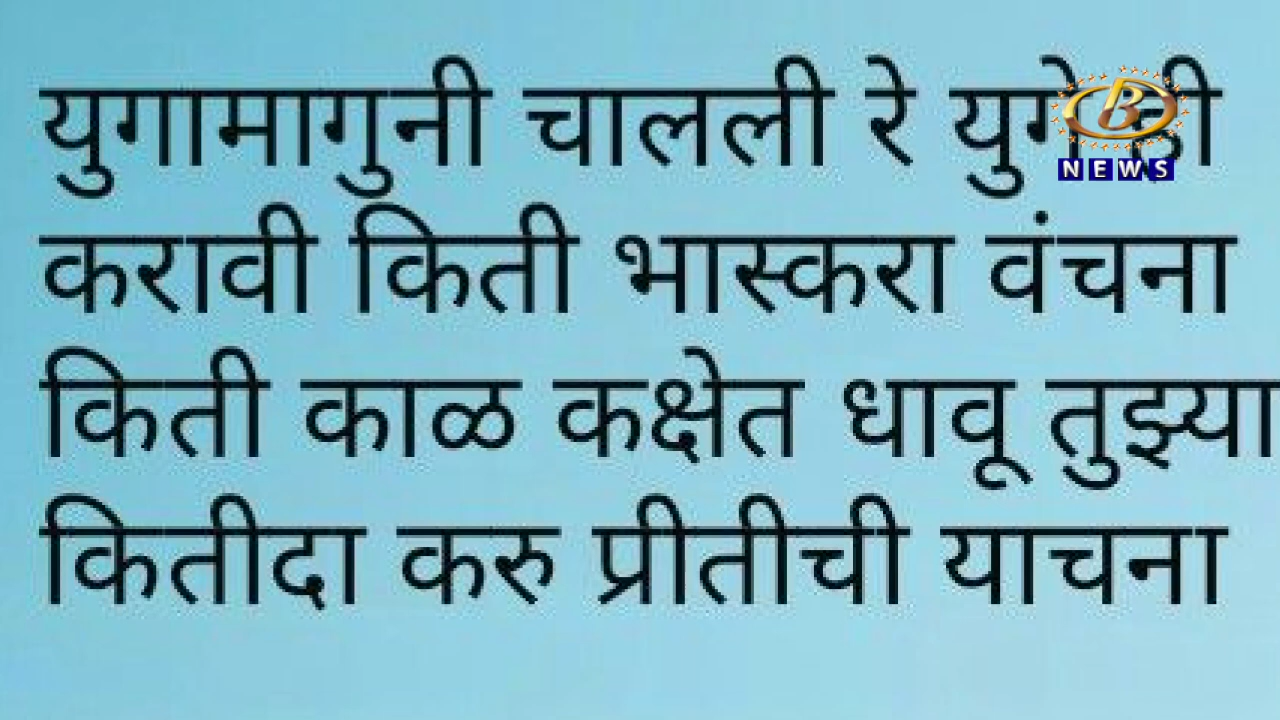 युगामागुनी चालली रे युगे ही
B
NEWS
करावी किती भास्करा वंचना
किती काळ कक्षेत धावू तुझ्या
कितीदा करु प्रीतीची याचना